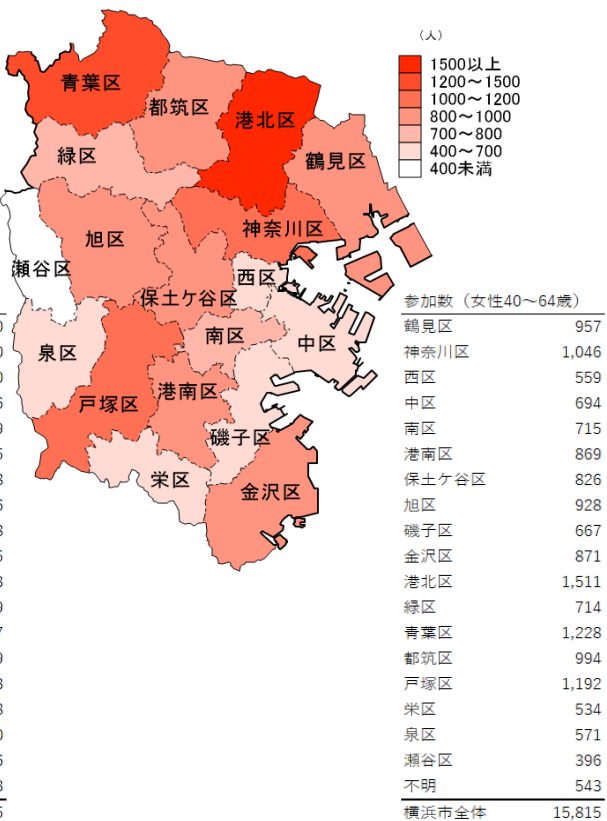 （人）
1500以上
1200～1500
1000～1200
800～1000
700～800
400～700
400未満
青葉区
都筑区
港北区
緑区
鶴見区
神奈川区
旭区
瀬谷区
西区
保土ケ谷区
南区
中区
泉区
港南区
戸塚区
磯子区
栄区
金沢区
参加数（女性40～64歳）
鶴見区 957
神奈川区 1,046
西区 559
中区 694
南区 715
港南区 869
保土ケ谷区 826
旭区 928
磯子区 667
金沢区 871
港北区 1,511
緑区 714
青葉区 1,228
都筑区 994
戸塚区 1,192
栄区 534
泉区 571
瀬谷区 396
不明 543
横浜市全体 15,815